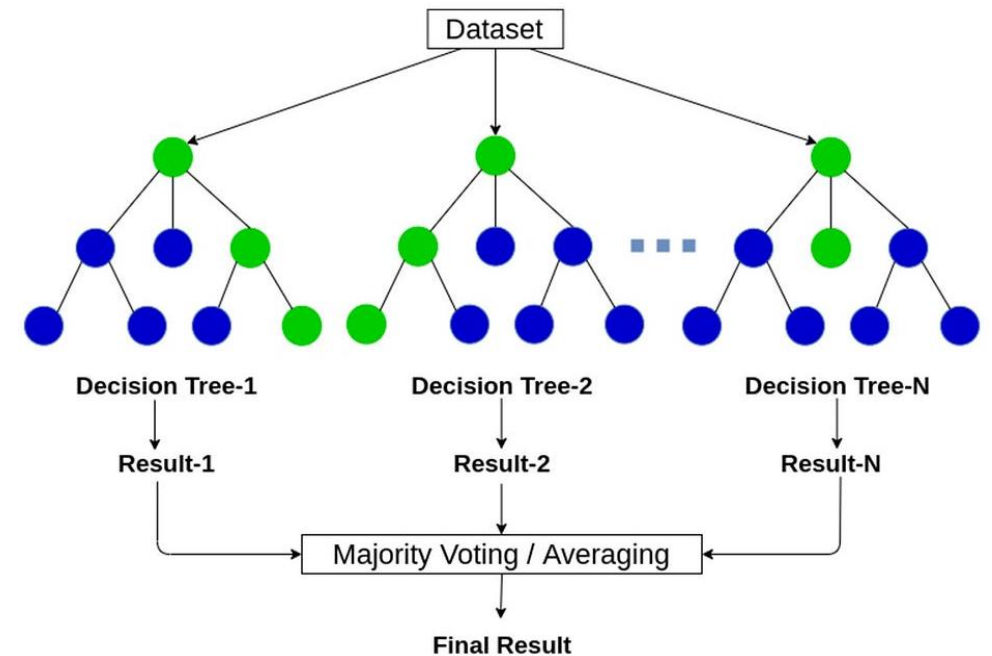 Dataset
Decision Tree-1
Decision Tree-2
Decision Tree-N
Result-1
Result-2
Result-N
Majority Voting / Averaging
Final Result